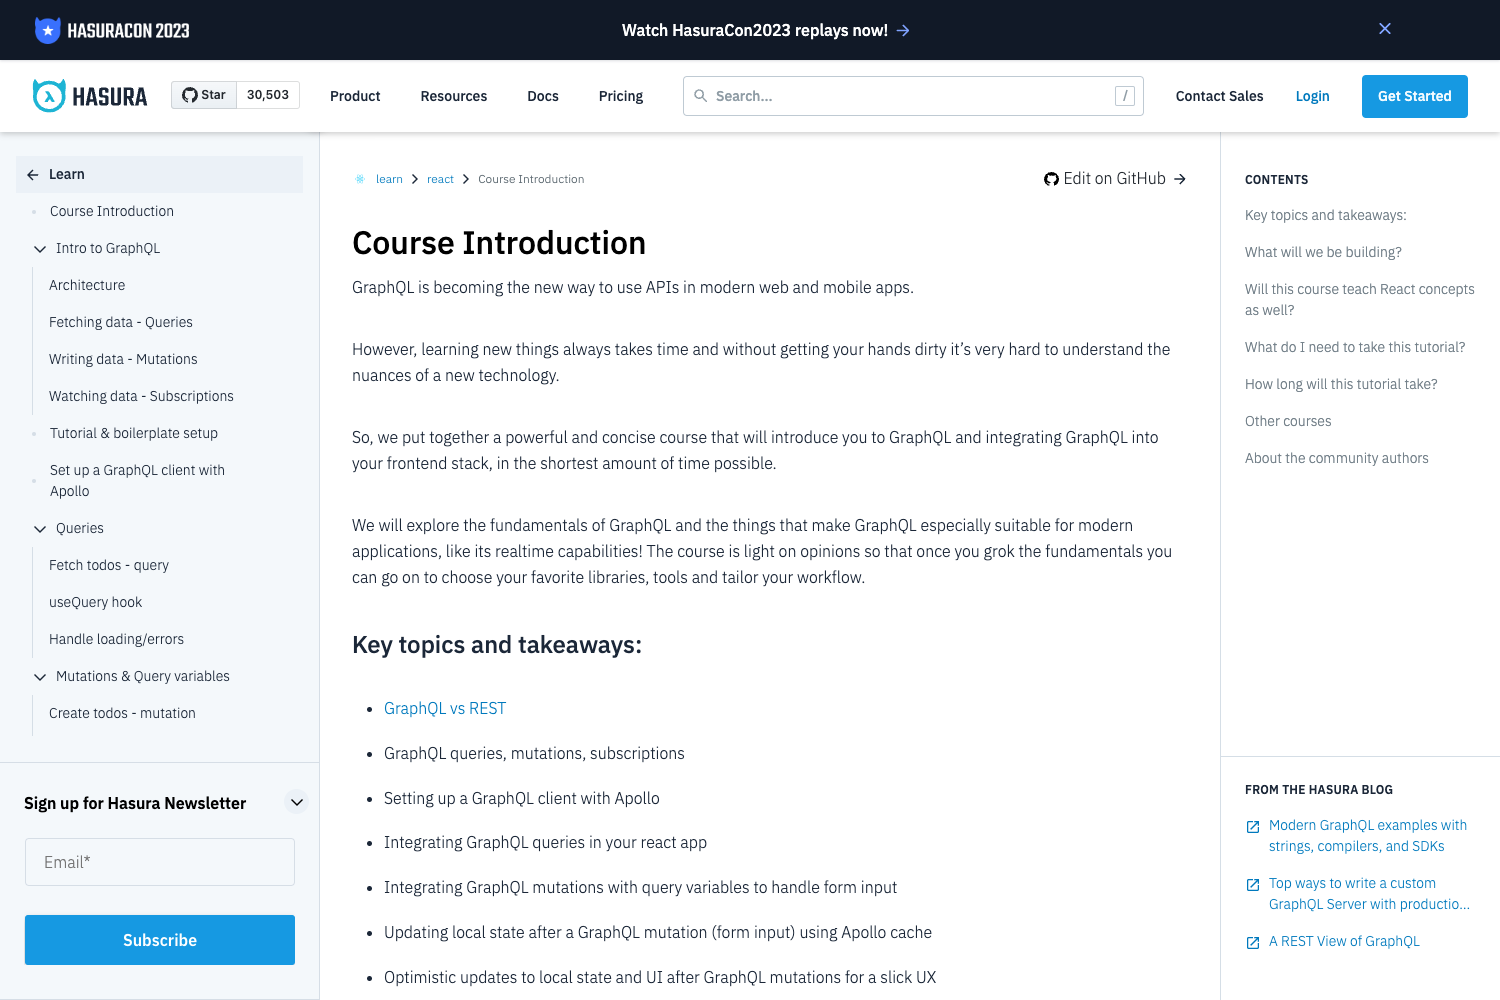 HASURACON 2023
Watch HasuraCon2023 replays now!
HASURA
Star
30,503
Product
Resources
Docs
Pricing
Search...
/
Contact Sales
Login
Get Started
Learn
Course Introduction
Intro to GraphQL
Architecture
Fetching data - Queries
Writing data - Mutations
Watching data - Subscriptions
Tutorial & boilerplate setup
Set up a GraphQL client with
Apollo
Queries
Fetch todos - query
useQuery hook
Handle loading/errors
Mutations & Query variables
Create todos - mutation
Sign up for Hasura Newsletter
Email*
Subscribe
learn
react
Course Introduction
Edit on GitHub
Course Introduction
GraphQL is becoming the new way to use APIs in modern web and mobile apps.
However, learning new things always takes time and without getting your hands dirty it’s very hard to understand the
nuances of a new technology.
So, we put together a powerful and concise course that will introduce you to GraphQL and integrating GraphQL into
your frontend stack, in the shortest amount of time possible.
We will explore the fundamentals of GraphQL and the things that make GraphQL especially suitable for modern
applications, like its realtime capabilities! The course is light on opinions so that once you grok the fundamentals you
can go on to choose your favorite libraries, tools and tailor your workflow.
Key topics and takeaways:
GraphQL vs REST
GraphQL queries, mutations, subscriptions
Setting up a GraphQL client with Apollo
Integrating GraphQL queries in your react app
Integrating GraphQL mutations with query variables to handle form input
Updating local state after a GraphQL mutation (form input) using Apollo cache
Optimistic updates to local state and UI after GraphQL mutations for a slick UX
CONTENTS
Key topics and takeaways:
What will we be building?
Will this course teach React concepts
as well?
What do I need to take this tutorial?
How long will this tutorial take?
Other courses
About the community authors
FROM THE HASURA BLOG
Modern GraphQL examples with
strings, compilers, and SDKs
Top ways to write a custom
GraphQL Server with productio...
A REST View of GraphQL